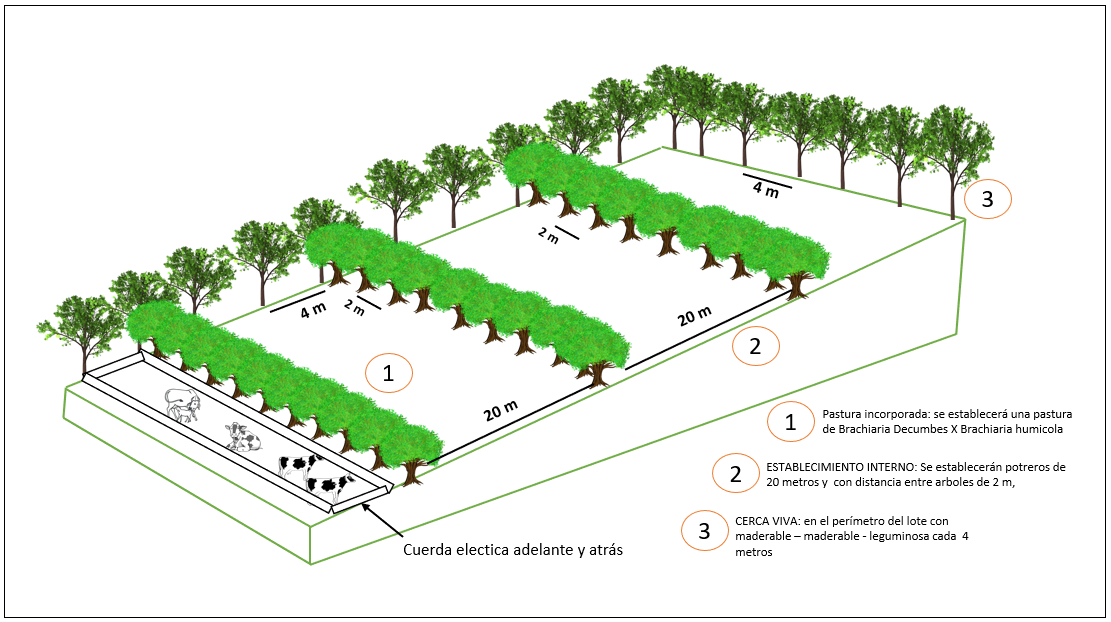 4 m
3
2 m
4 m
2 m
20 m
2
1
20 m
1
Pastura incorporada: se establecerá una pastura
de Brachiaria Decumbes X Brachiaria humicola
2
ESTABLECIMIENTO INTERNO: Se establecerán potreros de
20 metros y  con distancia entre arboles de 2 m,
3
CERCA VIVA: en el perímetro del lote con
maderable – maderable - leguminosa cada  4
metros
Cuerda electica adelante y atrás